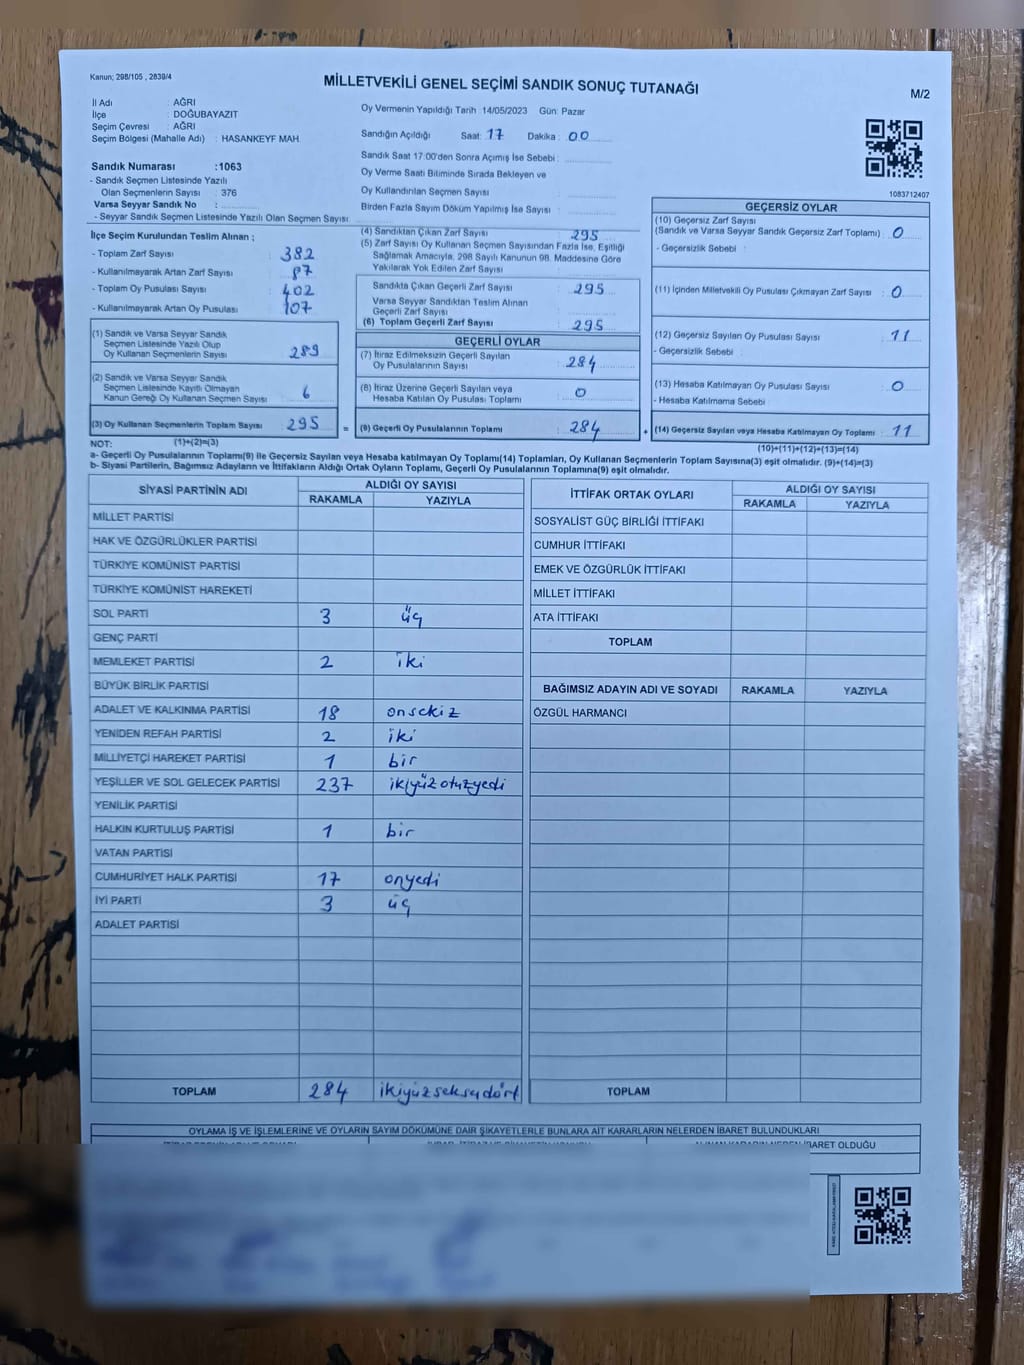 Kanun; 298/105 , 2839/4
MİLLETVEKİLİ GENEL SEÇİMİ SANDIK SONUÇ TUTANAĞI
M/2
İl Adı : AĞRI
İlçe : DOĞUBAYAZIT
Seçim Çevresi : AĞRI
Seçim Bölgesi (Mahalle Adı) : HASANKEYF MAH.
Sandık Numarası :1063
- Sandık Seçmen Listesinde Yazılı
Olan Seçmenlerin Sayısı : 376
Varsa Seyyar Sandık No :
- Seyyar Sandık Seçmen Listesinde Yazılı Olan Seçmen Sayısı
Oy Vermenin Yapıldığı Tarih :14/05/2023 Gün: Pazar
Sandığın Açıldığı Saat: 17 Dakika : 00
Sandık Saat 17:00'den Sonra Açımış İse Sebebi :
Oy Verme Saati Bitiminde Sırada Bekleyen ve
Oy Kullandırılan Seçmen Sayısı :
Birden Fazla Sayım Döküm Yapılmış İse Sayısı :
1083712407
İlçe Seçim Kurulundan Teslim Alınan ;
- Toplam Zarf Sayısı : 382
- Kullanılmayarak Artan Zarf Sayısı : 87
- Toplam Oy Pusulası Sayısı : 402
- Kullanılmayarak Artan Oy Pusulası : 107
(1) Sandık ve Varsa Seyyar Sandık
Seçmen Listesinde Yazılı Olup
Oy Kullanan Seçmenlerin Sayısı : 289
(2) Sandık ve Varsa Seyyar Sandık
Seçmen Listesinde Kayıtlı Olmayan
Kanun Gereği Oy Kullanan Seçmen Sayısı : 6
(3) Oy Kullanan Seçmenlerin Toplam Sayısı : 295
(1)+(2)=(3)
(4) Sandıktan Çıkan Zarf Sayısı : 295
(5) Zarf Sayısı Oy Kullanan Seçmen Sayısından Fazla İse, Eşitliği
Sağlamak Amacıyla, 298 Sayılı Kanunun 98. Maddesine Göre
Yakılarak Yok Edilen Zarf Sayısı :
Sandıkta Çıkan Geçerli Zarf Sayısı : 295
Varsa Seyyar Sandıktan Teslim Alınan
Geçerli Zarf Sayısı :
(6) Toplam Geçerli Zarf Sayısı : 295
GEÇERLİ OYLAR
(7) İtiraz Edilmeksizin Geçerli Sayılan
Oy Pusulalarının Sayısı : 284
(8) İtiraz Üzerine Geçerli Sayılan veya
Hesaba Katılan Oy Pusulası Toplamı : 0
= (9) Geçerli Oy Pusulalarının Toplamı : 284 +
GEÇERSİZ OYLAR
(10) Geçersiz Zarf Sayısı
(Sandık ve Varsa Seyyar Sandık Geçersiz Zarf Toplamı) : 0
- Geçersizlik Sebebi :
(11) İçinden Milletvekili Oy Pusulası Çıkmayan Zarf Sayısı : 0
(12) Geçersiz Sayılan Oy Pusulası Sayısı : 11
- Geçersizlik Sebebi :
(13) Hesaba Katılmayan Oy Pusulası Sayısı : 0
- Hesaba Katılmama Sebebi :
(14) Geçersiz Sayılan veya Hesaba Katılmayan Oy Toplamı : 11
(10)+(11)+(12)+(13)=(14)
NOT:
a- Geçerli Oy Pusulasının Toplamı(9) ile Geçersiz Sayılan veya Hesaba katılmayan Oy Toplamı(14) Toplamları, Oy Kullanan Seçmenlerin Toplam Sayısına(3) eşit olmalıdır. (9)+(14)=(3)
b- Siyasi Partilerin, Bağımsız Adayların ve İttifakların Aldığı Ortak Oyların Toplamı, Geçerli Oy Pusulalarının Toplamına(9) eşit olmalıdır.
SİYASİ PARTİNİN ADI ALDIĞI OY SAYISI
RAKAMLA YAZIYLA
MİLLET PARTİSİ
HAK VE ÖZGÜRLÜKLER PARTİSİ
TÜRKİYE KOMÜNİST PARTİSİ
TÜRKİYE KOMÜNİST HAREKETİ
SOL PARTİ 3 üç
GENÇ PARTİ
MEMLEKET PARTİSİ 2 iki
BÜYÜK BİRLİK PARTİSİ
ADALET VE KALKINMA PARTİSİ 18 onsekiz
YENİDEN REFAH PARTİSİ 2 iki
MİLLİYETÇİ HAREKET PARTİSİ 1 bir
YEŞİLLER VE SOL GELECEK PARTİSİ 237 ikiyüzotuzyedi
YENİLİK PARTİSİ
HALKIN KURTULUŞ PARTİSİ 1 bir
VATAN PARTİSİ
CUMHURİYET HALK PARTİSİ 17 onyedi
İYİ PARTİ 3 üç
ADALET PARTİSİ
TOPLAM 284 ikiyüzseksendört
İTTİFAK ORTAK OYLARI ALDIĞI OY SAYISI
RAKAMLA YAZIYLA
SOSYALİST GÜÇ BİRLİĞİ İTTİFAKI
CUMHUR İTTİFAKI
EMEK VE ÖZGÜRLÜK İTTİFAKI
MİLLET İTTİFAKI
ATA İTTİFAKI
TOPLAM
BAĞIMSIZ ADAYIN ADI VE SOYADI RAKAMLA YAZIYLA
ÖZGÜL HARMANCI
TOPLAM
OYLAMA İŞ VE İŞLEMLERİNE VE OYLARIN SAYIM DÖKÜMÜNE DAİR ŞİKAYETLERLE BUNLARA AİT KARARLARIN NELERDEN İBARET BULUNDUKLARI
İBARET OLDUĞU